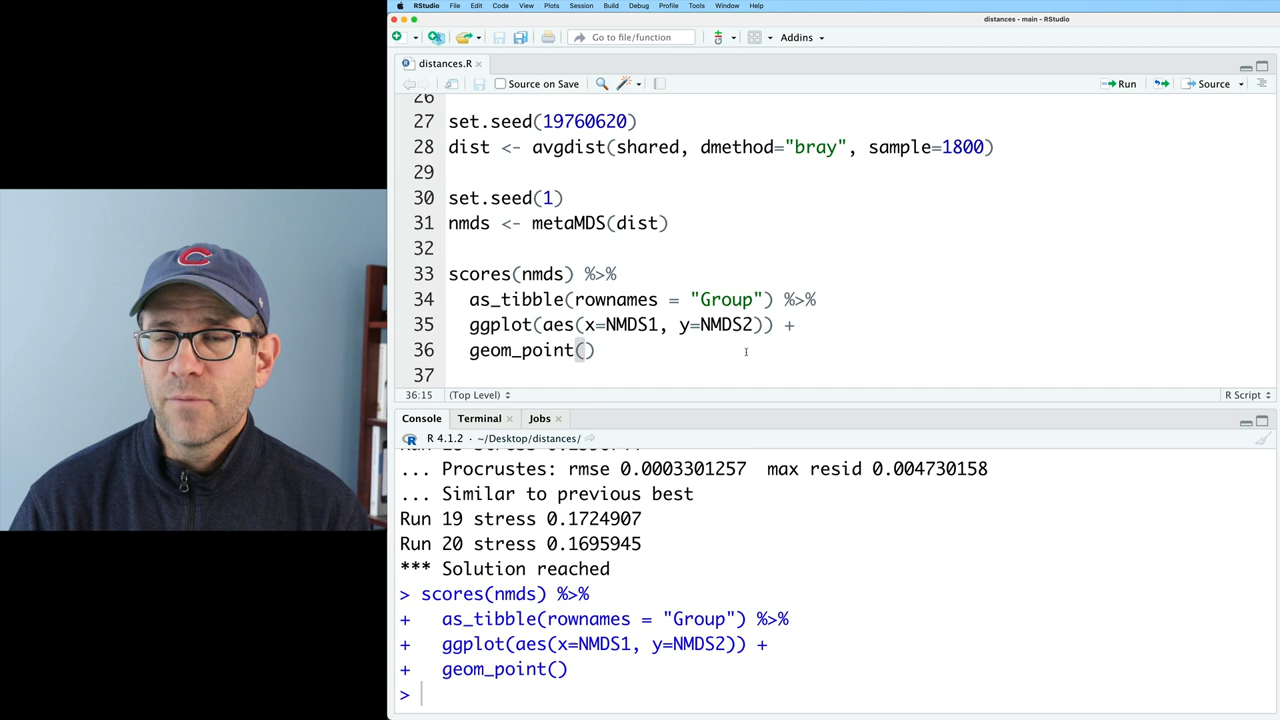 RStudio File Edit Code View Plots Session Build Debug Profile Tools Window Help
distances - main - RStudio
Go to file/function
Addins
distances.R
Source on Save
Run
Source
26
27 set.seed(19760620)
28 dist <- avgdist(shared, dmethod="bray", sample=1800)
29
30 set.seed(1)
31 nmds <- metaMDS(dist)
32
33 scores(nmds) %>%
34 as_tibble(rownames = "Group") %>%
35 ggplot(aes(x=NMDS1, y=NMDS2)) +
36 geom_point()
37
36:15 (Top Level) R Script
Console Terminal Jobs
R 4.1.2 · ~/Desktop/distances/
... Procrustes: rmse 0.0003301257 max resid 0.004730158
... Similar to previous best
Run 19 stress 0.1724907
Run 20 stress 0.1695945
*** Solution reached
> scores(nmds) %>%
+ as_tibble(rownames = "Group") %>%
+ ggplot(aes(x=NMDS1, y=NMDS2)) +
+ geom_point()
>
C